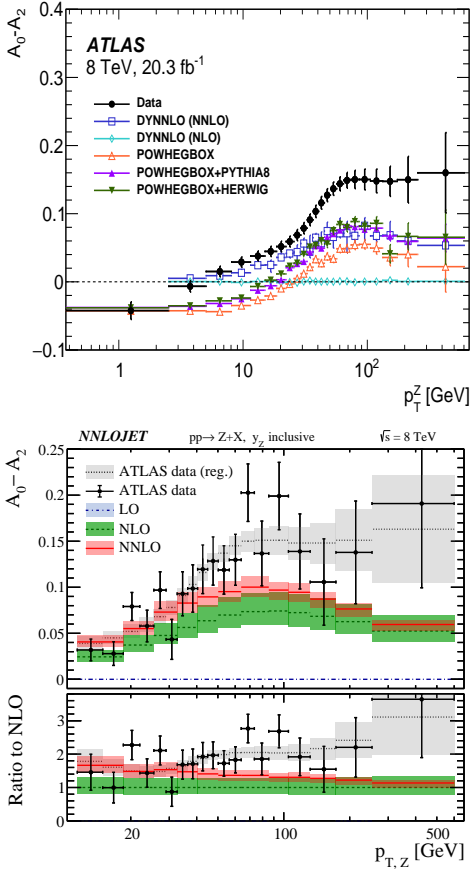 A₀-A₂
0.4
0.3
0.2
0.1
0
−0.1
ATLAS
8 TeV, 20.3 fb⁻¹
Data
DYNNLO (NNLO)
DYNNLO (NLO)
POWHEGBOX
POWHEGBOX+PYTHIA8
POWHEGBOX+HERWIG
1 10 10²
p_T^Z [GeV]
NNLOJET pp→ Z+X, y_Z inclusive √s = 8 TeV
A₀− A₂
0.25
0.2
0.15
0.1
0.05
0
ATLAS data (reg.)
ATLAS data
LO
NLO
NNLO
Ratio to NLO
3
2
1
0
20 100 500
p_T, Z [GeV]